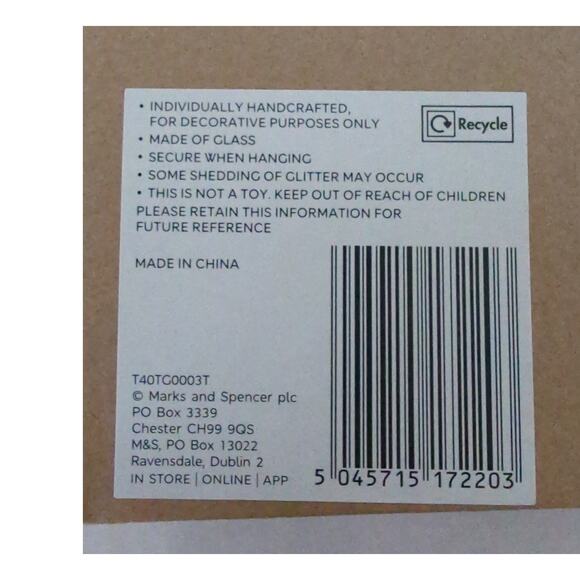 • INDIVIDUALLY HANDCRAFTED,
FOR DECORATIVE PURPOSES ONLY
• MADE OF GLASS
• SECURE WHEN HANGING
• SOME SHEDDING OF GLITTER MAY OCCUR
• THIS IS NOT A TOY. KEEP OUT OF REACH OF CHILDREN
PLEASE RETAIN THIS INFORMATION FOR
FUTURE REFERENCE
Recycle
MADE IN CHINA
T40TG0003T
© Marks and Spencer plc
PO Box 3339
Chester CH99 9QS
M&S, PO Box 13022
Ravensdale, Dublin 2
IN STORE | ONLINE | APP
5 045715 172203